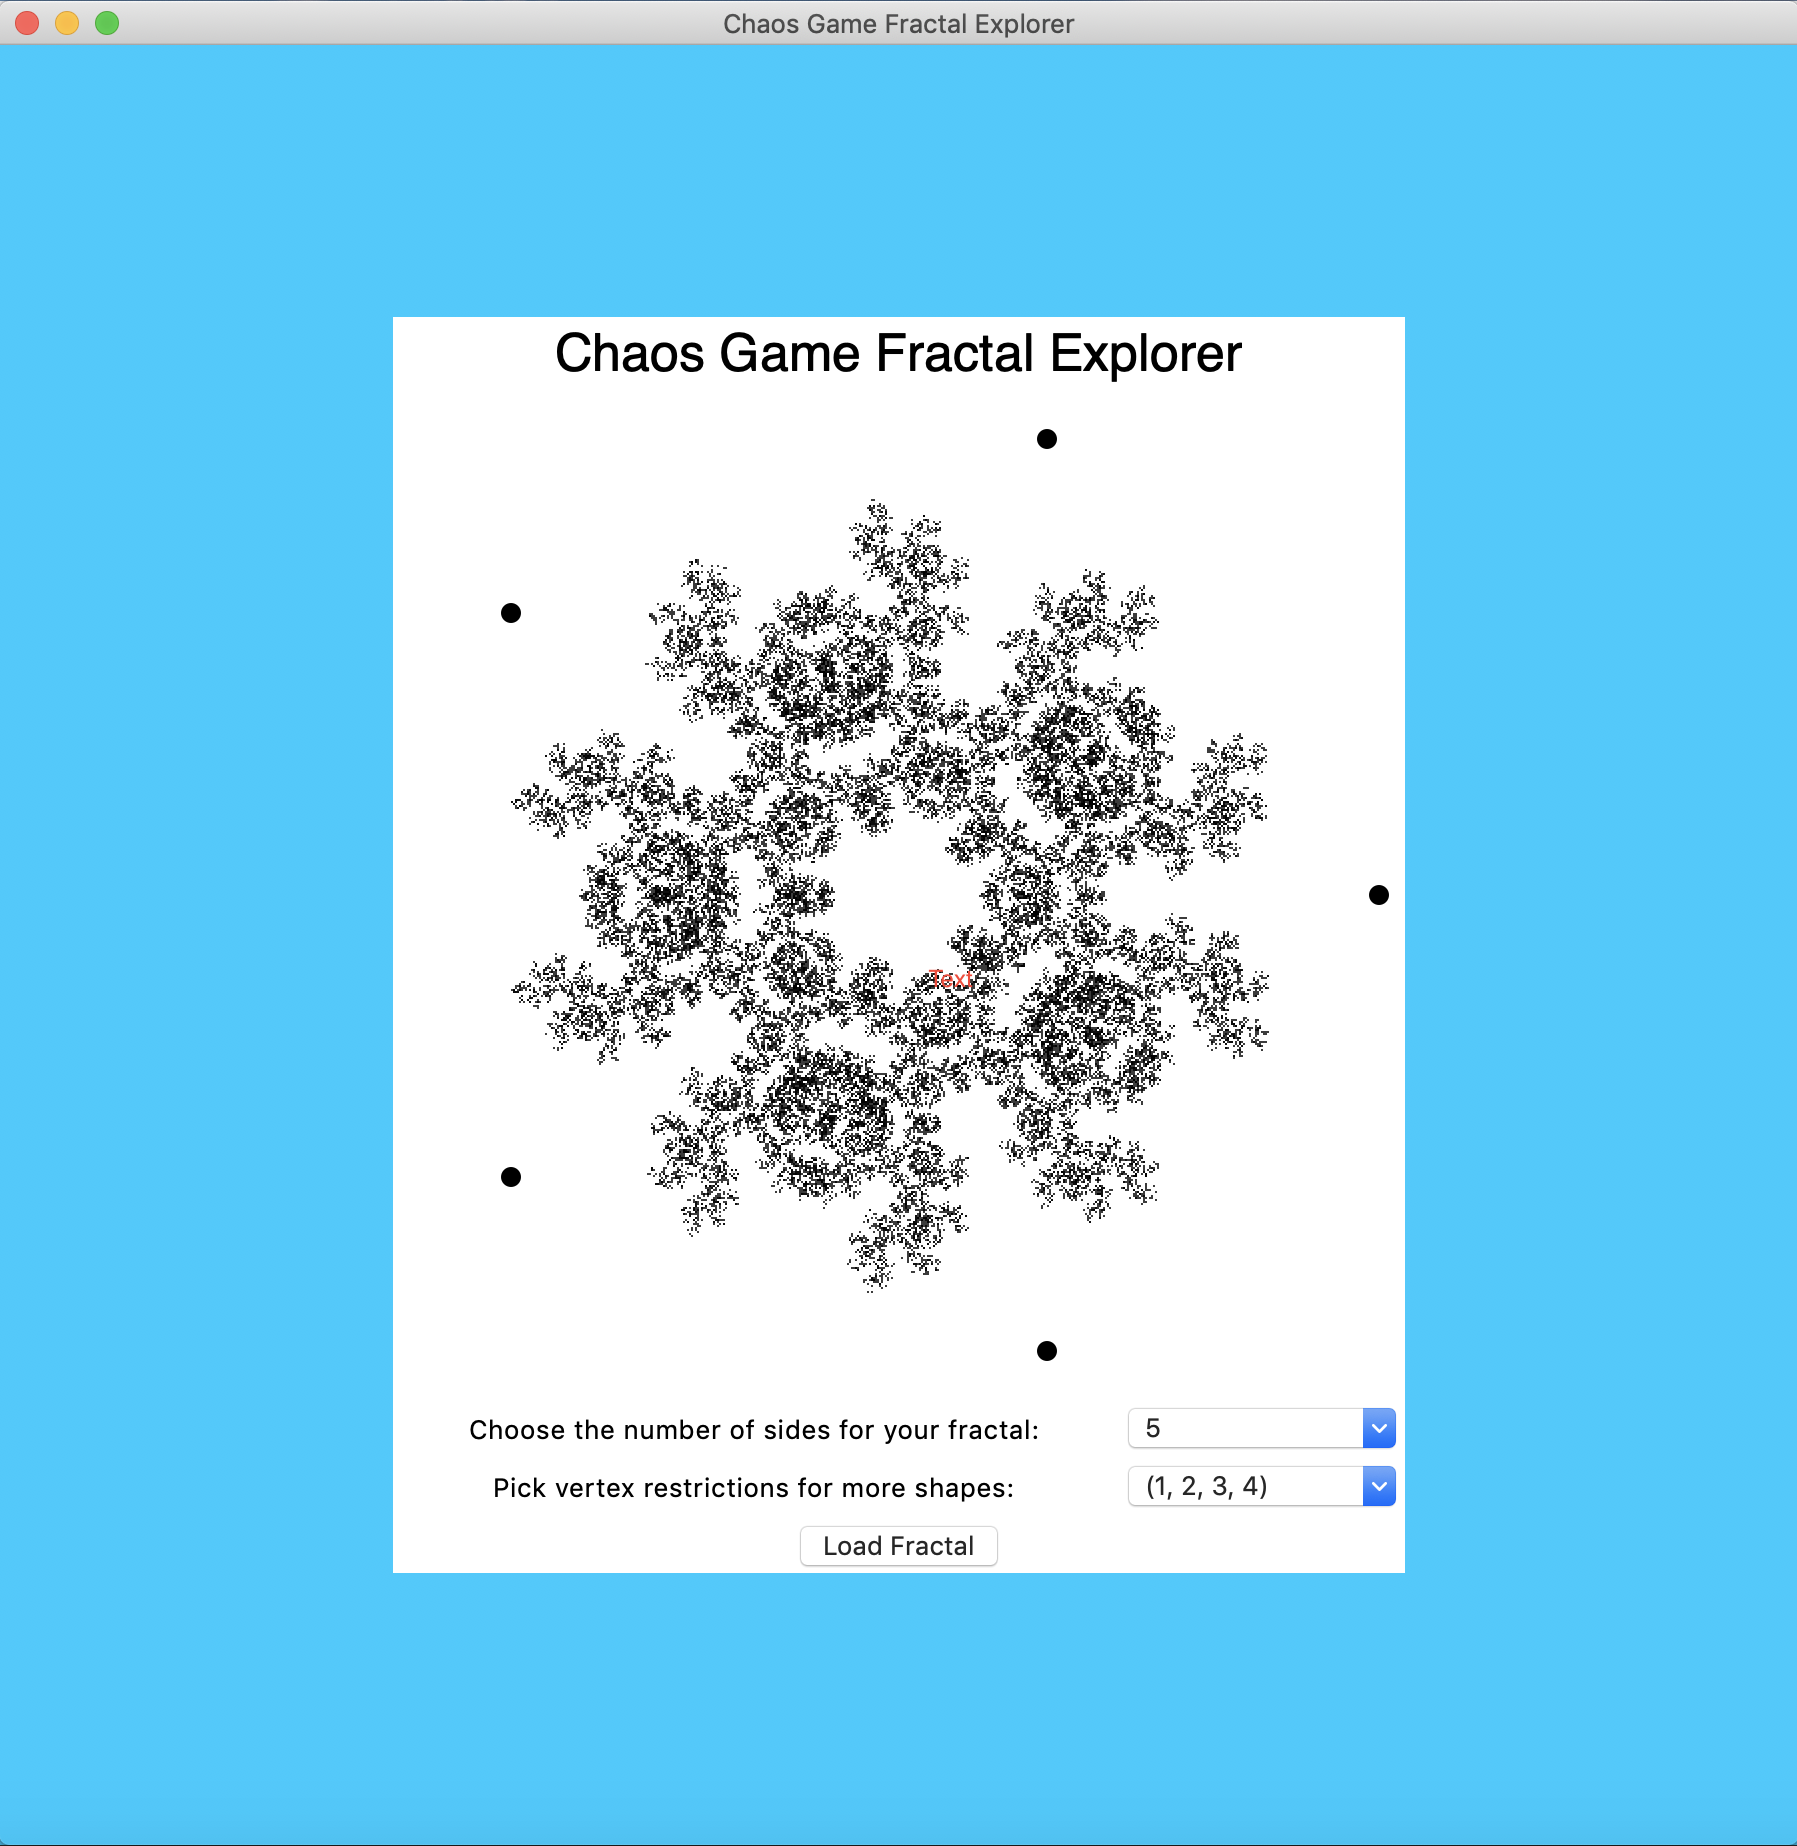 Chaos Game Fractal Explorer
Chaos Game Fractal Explorer
Text
Choose the number of sides for your fractal: 5
Pick vertex restrictions for more shapes: (1, 2, 3, 4)
Load Fractal